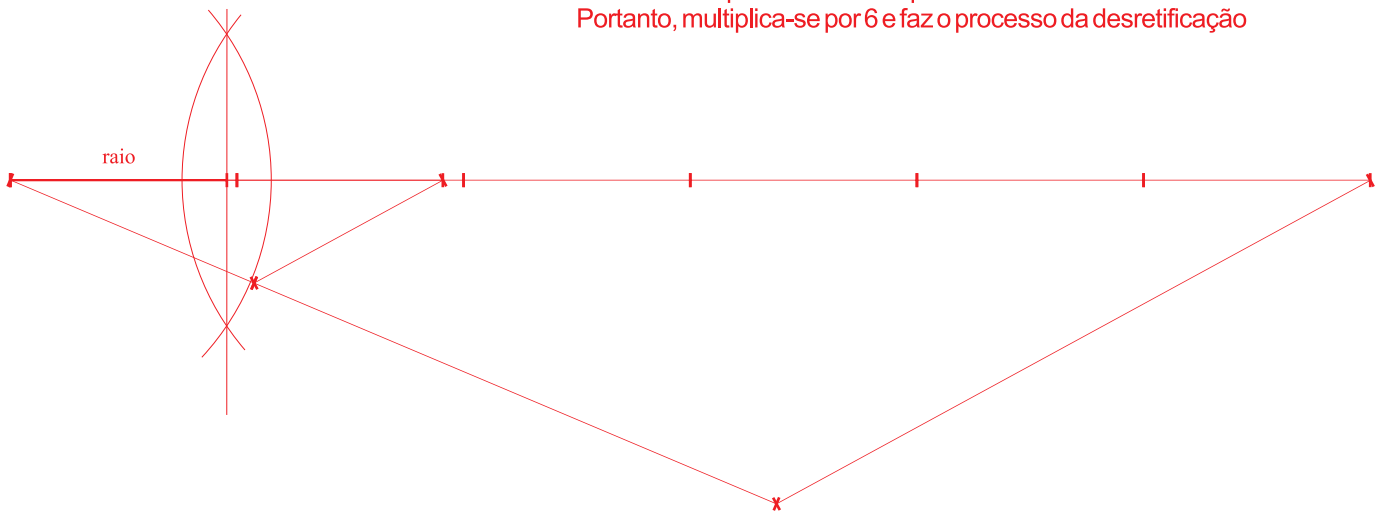 Portanto, multiplica-se por 6 e faz o processo da desretificação
raio